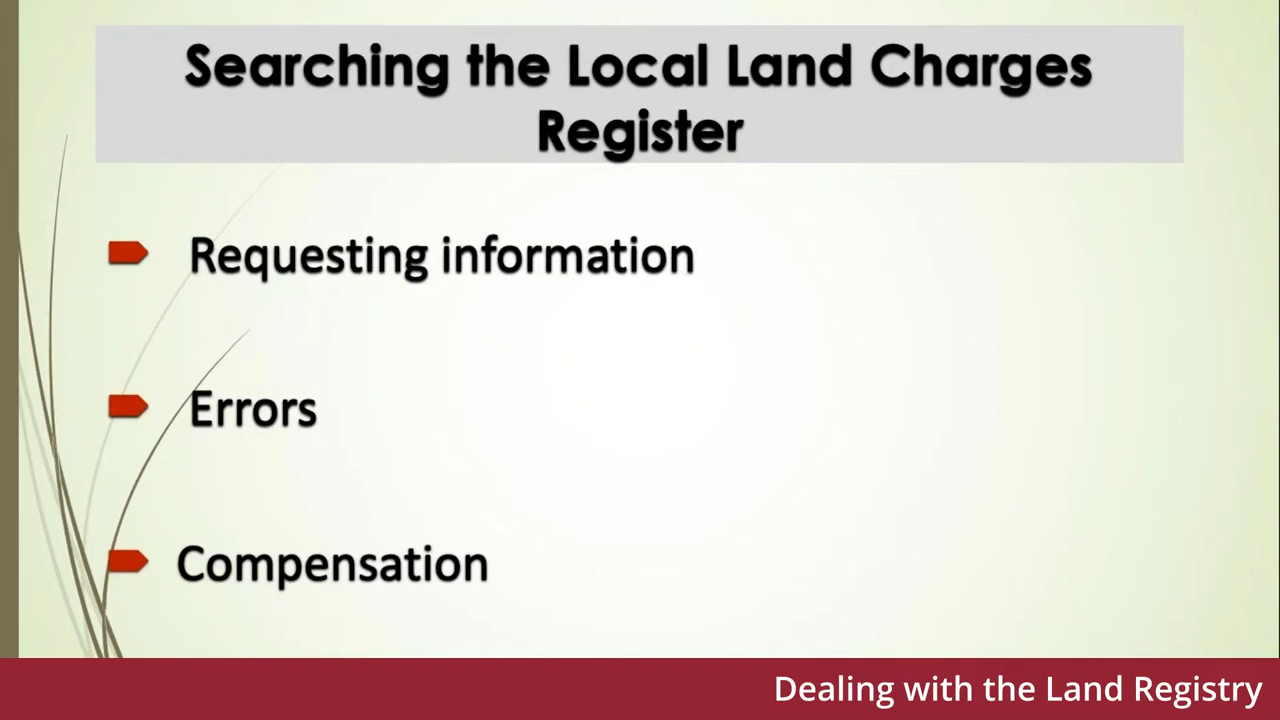 Searching the Local Land Charges
Register
Requesting information
Errors
Compensation
Dealing with the Land Registry